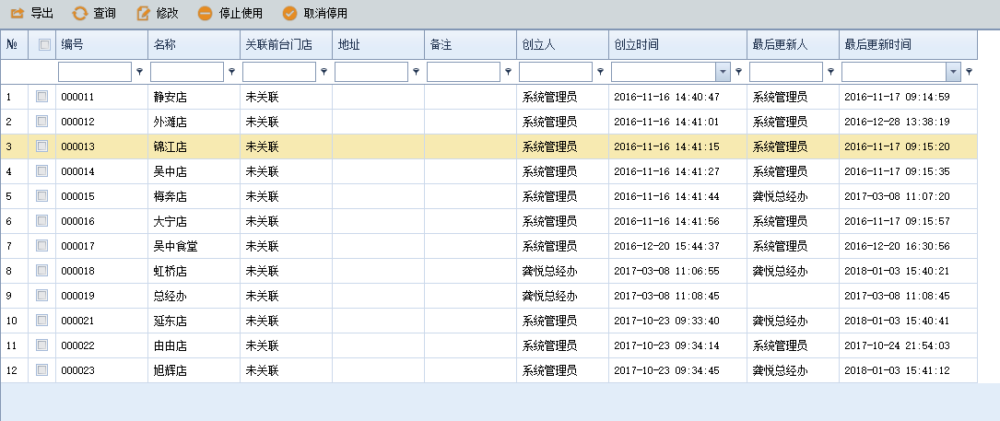 导出 查询 修改 停止使用 取消停用
№ 编号 名称 关联前台门店 地址 备注 创立人 创立时间 最后更新人 最后更新时间
1 000011 静安店 未关联 系统管理员 2016-11-16 14:40:47 系统管理员 2016-11-17 09:14:59
2 000012 外滩店 未关联 系统管理员 2016-11-16 14:41:01 系统管理员 2016-12-28 13:38:19
3 000013 锦江店 未关联 系统管理员 2016-11-16 14:41:15 系统管理员 2016-11-17 09:15:20
4 000014 吴中店 未关联 系统管理员 2016-11-16 14:41:27 系统管理员 2016-11-17 09:15:35
5 000015 梅奔店 未关联 系统管理员 2016-11-16 14:41:44 龚悦总经办 2017-03-08 11:07:20
6 000016 大宁店 未关联 系统管理员 2016-11-16 14:41:56 系统管理员 2016-11-17 09:15:57
7 000017 吴中食堂 未关联 系统管理员 2016-12-20 15:44:37 系统管理员 2016-12-20 16:30:56
8 000018 虹桥店 未关联 龚悦总经办 2017-03-08 11:06:55 龚悦总经办 2018-01-03 15:40:21
9 000019 总经办 未关联 龚悦总经办 2017-03-08 11:08:45 2017-03-08 11:08:45
10 000021 延东店 未关联 系统管理员 2017-10-23 09:33:40 龚悦总经办 2018-01-03 15:40:41
11 000022 由由店 未关联 系统管理员 2017-10-23 09:34:14 系统管理员 2017-10-24 21:54:03
12 000023 旭辉店 未关联 系统管理员 2017-10-23 09:34:45 龚悦总经办 2018-01-03 15:41:12